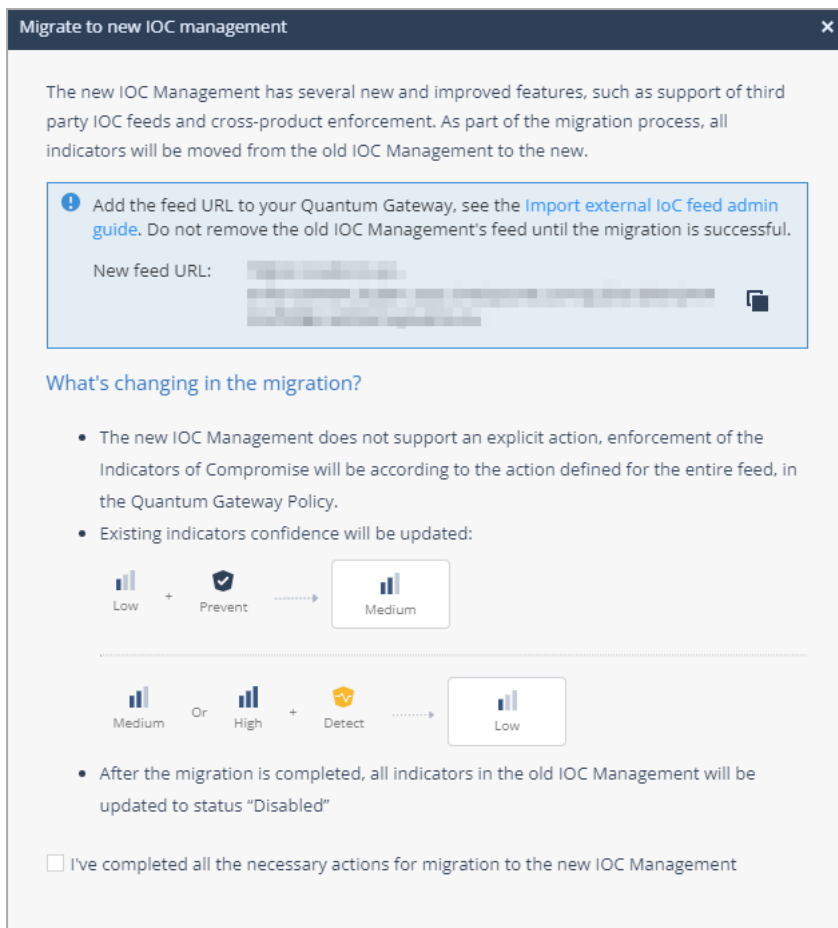 Migrate to new IOC management
The new IOC Management has several new and improved features, such as support of third
party IOC feeds and cross-product enforcement. As part of the migration process, all
indicators will be moved from the old IOC Management to the new.
Add the feed URL to your Quantum Gateway, see the Import external IoC feed admin
guide. Do not remove the old IOC Management's feed until the migration is successful.
New feed URL:
What's changing in the migration?
• The new IOC Management does not support an explicit action, enforcement of the
Indicators of Compromise will be according to the action defined for the entire feed, in
the Quantum Gateway Policy.
• Existing indicators confidence will be updated:
Low + Prevent Medium
Medium Or High + Detect Low
• After the migration is completed, all indicators in the old IOC Management will be
updated to status “Disabled”
I've completed all the necessary actions for migration to the new IOC Management